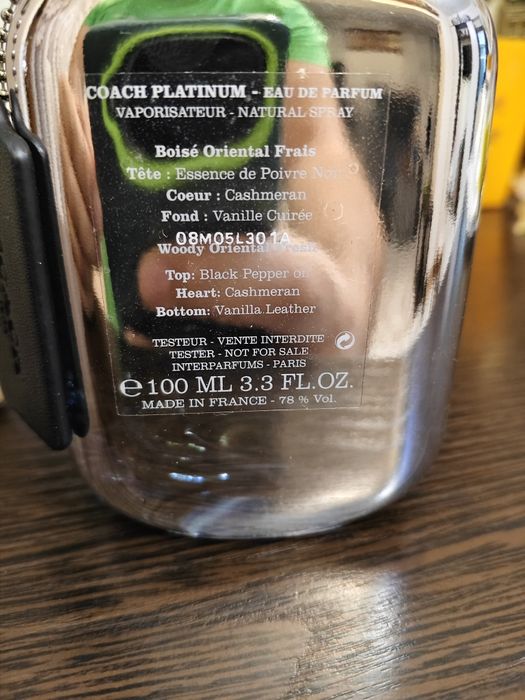 COACH PLATINUM - EAU DE PARFUM
VAPORISATEUR - NATURAL SPRAY
Boisé Oriental Frais
Tête : Essence de Poivre Noir
Coeur : Cashmeran
Fond : Vanille Cuirée
08M05L301A
Woody Oriental Fresh
Top: Black Pepper oil
Heart: Cashmeran
Bottom: Vanilla Leather
TESTEUR - VENTE INTERDITE
TESTER - NOT FOR SALE
INTERPARFUMS - PARIS
℮ 100 ML 3.3 FL.OZ.
MADE IN FRANCE - 78 % Vol.